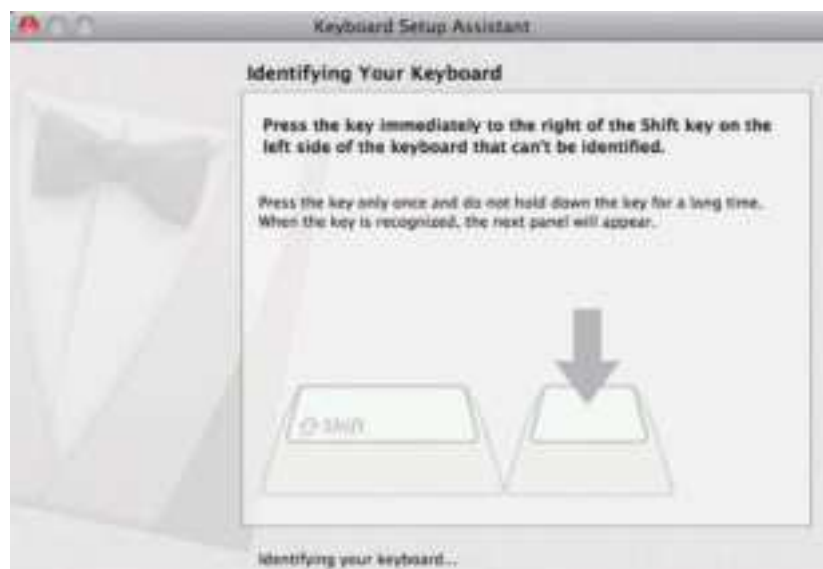 Keyboard Setup Assistant
Identifying Your Keyboard
Press the key immediately to the right of the Shift key on the
left side of the keyboard that can't be identified.
Press the key only once and do not hold down the key for a long time.
When the key is recognized, the next panel will appear.
Shift
Identifying your keyboard...